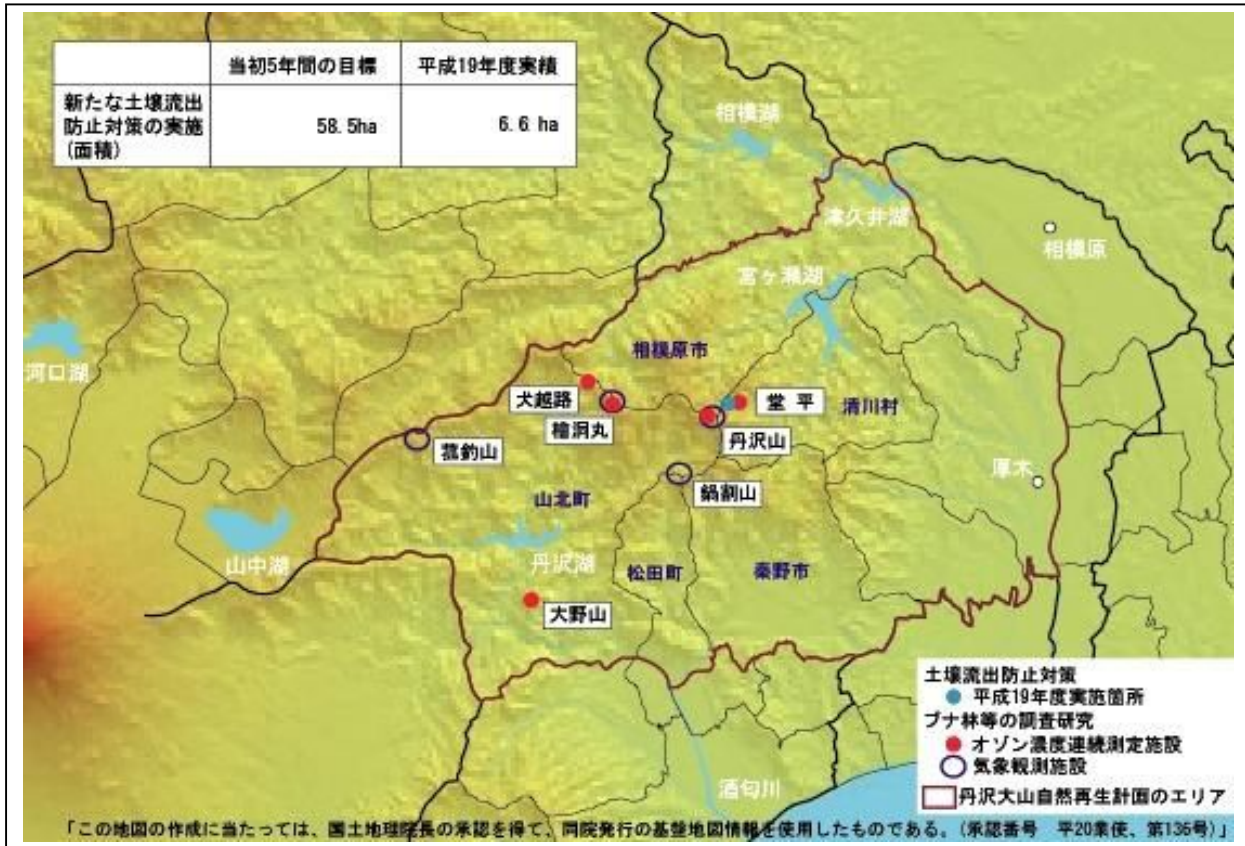 当初5年間の目標 平成19年度実績
新たな土壌流出
防止対策の実施
(面積)
58.5ha 6.6 ha
相模湖
津久井湖
相模原
宮ヶ瀬湖
河口湖
相模原市
犬越路
檜洞丸
堂 平
清川村
丹沢山
菰釣山
鍋割山
厚木
山北町
山中湖
丹沢湖
松田町
秦野市
大野山
土壌流出防止対策
平成19年度実施箇所
ブナ林等の調査研究
オゾン濃度連続測定施設
気象観測施設
丹沢大山自然再生計画のエリア
酒匂川
「この地図の作成に当たっては、国土地理院長の承認を得て、同院発行の基盤地図情報を使用したものである。(承認番号 平20業使、第136号)」